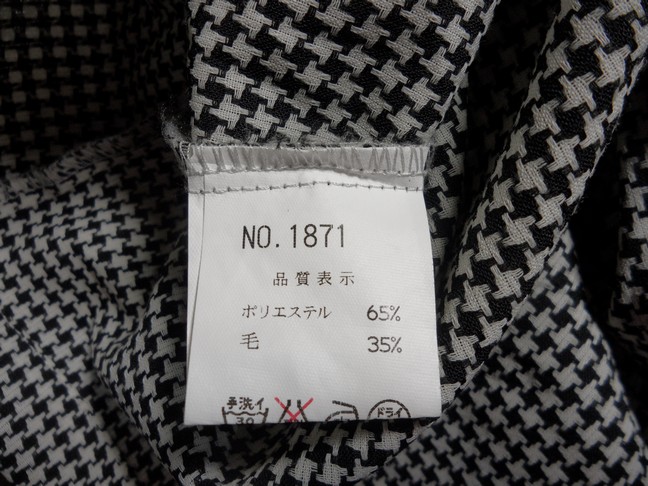 NO.1871
品質表示
ポリエステル 65%
毛 35%
手洗イ
30
ドライ